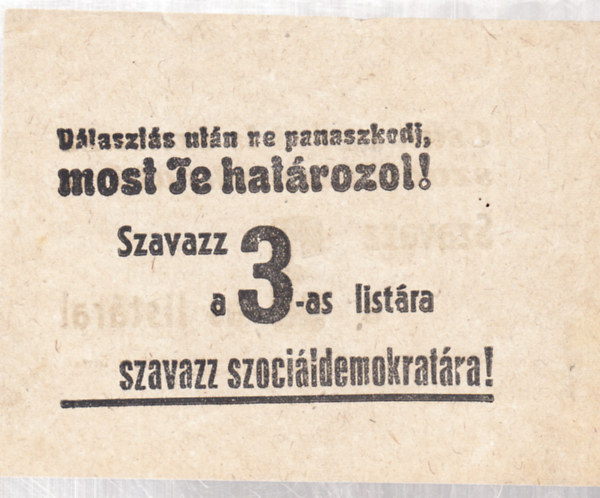 Választás után ne panaszkodj,
most Te határozol!
Szavazz
a 3-as listára
szavazz szociáldemokratára!